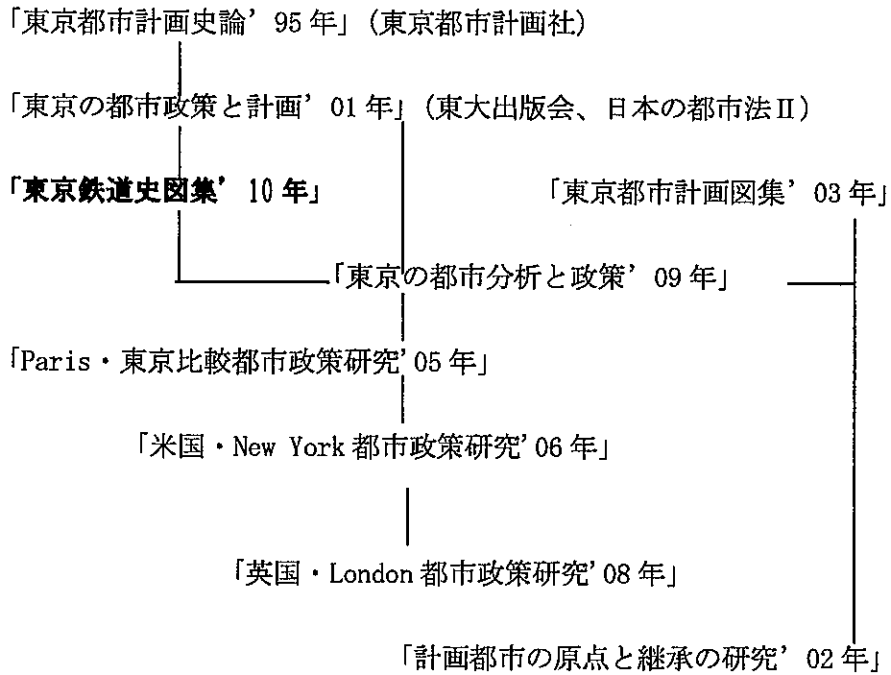 「東京都市計画史論’95年」(東京都市計画社)
「東京の都市政策と計画’01年」(東大出版会、日本の都市法Ⅱ)
「東京鉄道史図集’10年」 「東京都市計画図集’03年」
「東京の都市分析と政策’09年」
「Paris・東京比較都市政策研究’05年」
「米国・New York都市政策研究’06年」
「英国・London都市政策研究’08年」
「計画都市の原点と継承の研究’02年」